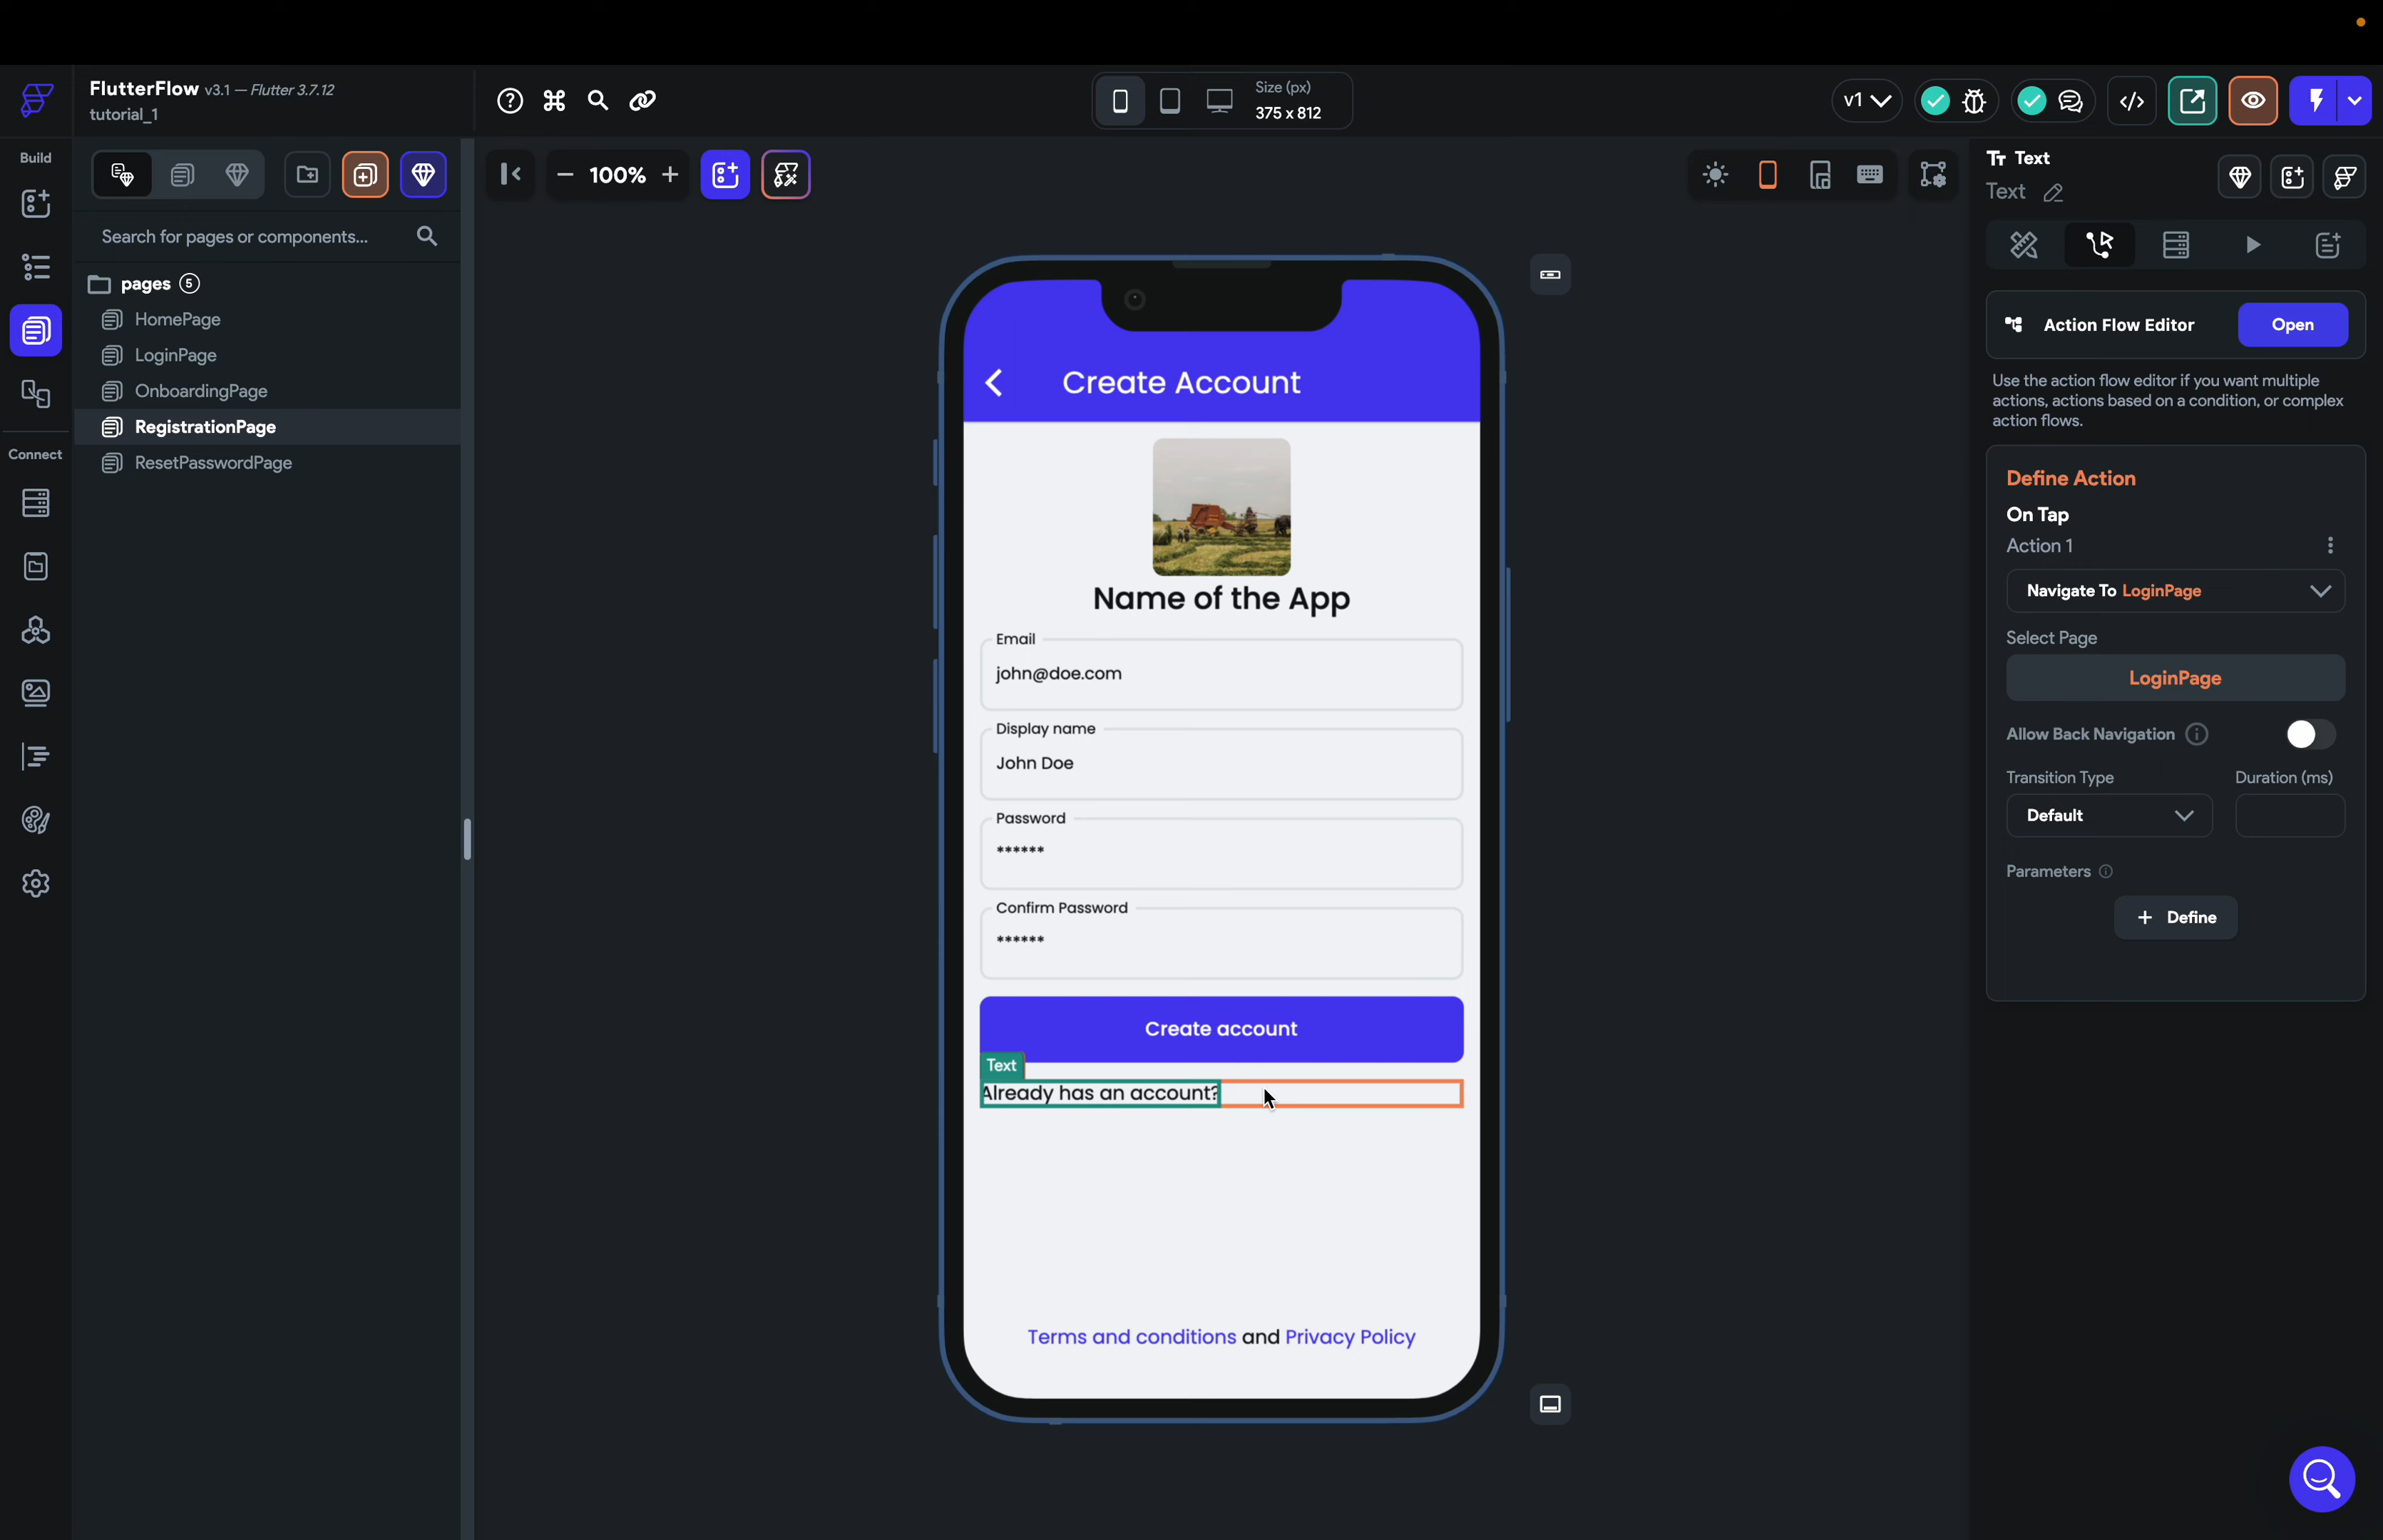 FlutterFlow v3.1 — Flutter 3.7.12
tutorial_1
Size (px)
375 x 812
v1
Build
100%
Search for pages or components...
pages 5
HomePage
LoginPage
OnboardingPage
RegistrationPage
ResetPasswordPage
Connect
Create Account
Name of the App
Email
john@doe.com
Display name
John Doe
Password
******
Confirm Password
******
Create account
Text
Already has an account?
Terms and conditions and Privacy Policy
Tт Text
Text
Action Flow Editor
Open
Use the action flow editor if you want multiple
actions, actions based on a condition, or complex
action flows.
Define Action
On Tap
Action 1
Navigate To LoginPage
Select Page
LoginPage
Allow Back Navigation
Transition Type
Duration (ms)
Default
Parameters
+ Define